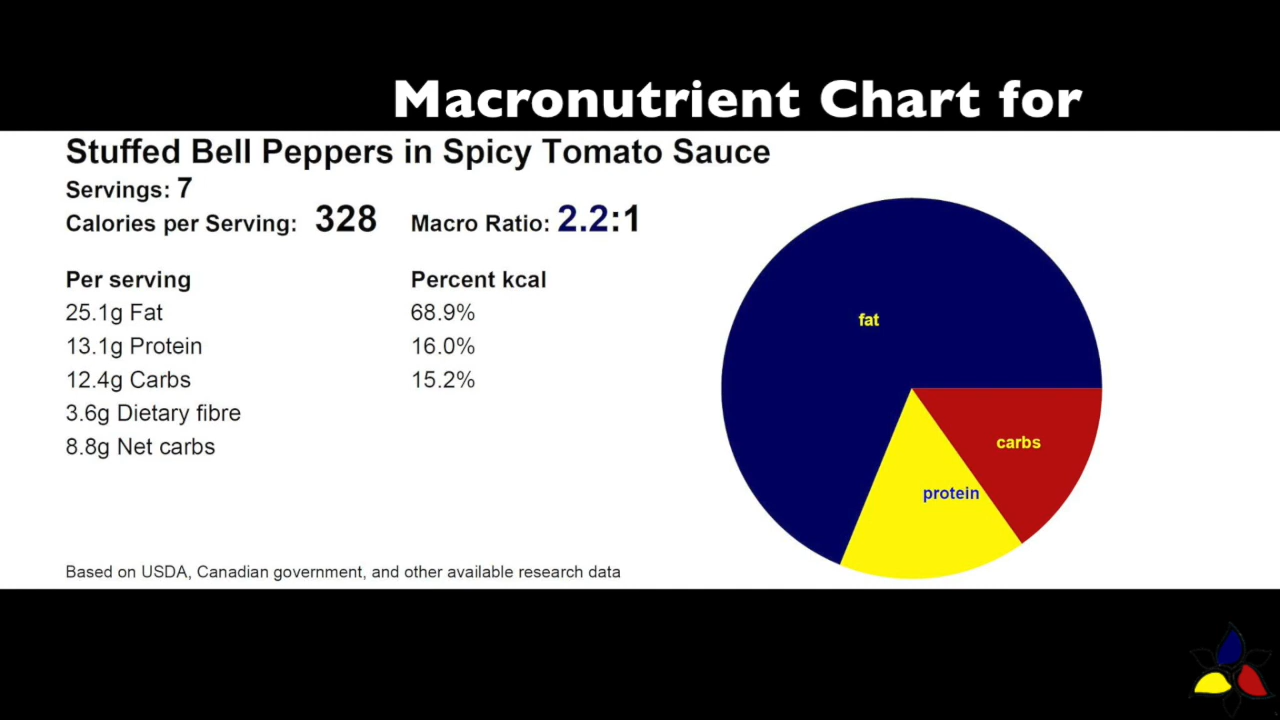 Macronutrient Chart for
Stuffed Bell Peppers in Spicy Tomato Sauce
Servings: 7
Calories per Serving: 328 Macro Ratio: 2.2:1
Per serving Percent kcal
25.1g Fat 68.9%
13.1g Protein 16.0%
12.4g Carbs 15.2%
3.6g Dietary fibre
8.8g Net carbs
fat
carbs
protein
Based on USDA, Canadian government, and other available research data